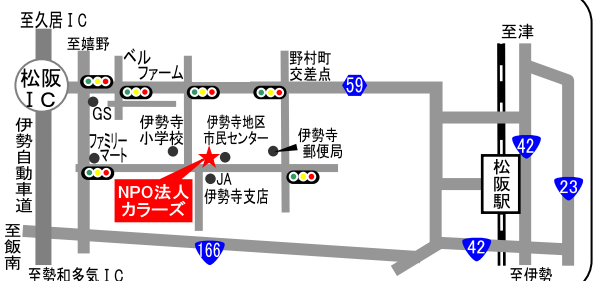 至久居IC
至嬉野
ベル
ファーム
野村町
交差点
至津
松阪
IC
59
GS
伊勢寺
小学校
伊勢寺地区
市民センター
伊勢寺
郵便局
ファミリー
マート
伊勢自動車道
NPO法人
カラーズ
JA
伊勢寺支店
42
松阪駅
23
至飯南
166
42
至勢和多気IC
至伊勢